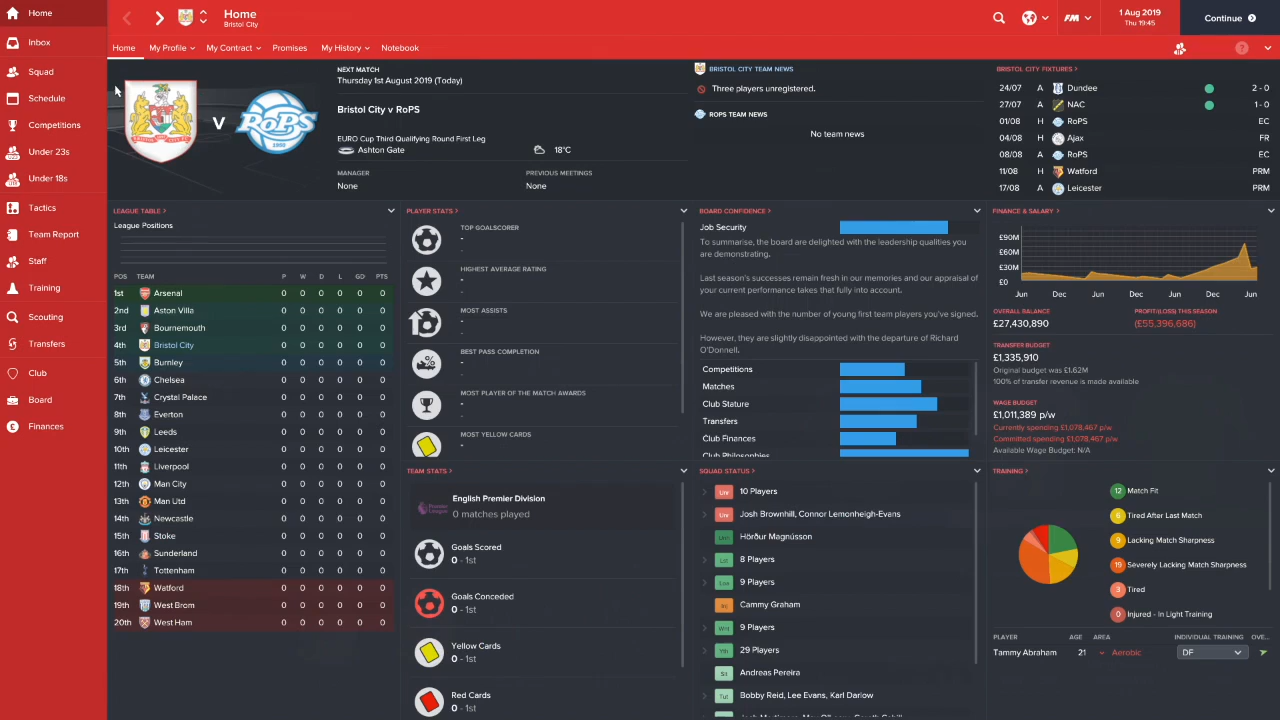 Home
Inbox
Squad
Schedule
Competitions
Under 23s
Under 18s
Tactics
Team Report
Staff
Training
Scouting
Transfers
Club
Board
Finances
Home
Bristol City
FM
1 Aug 2019
Thu 19:45
Continue
Home My Profile My Contract Promises My History Notebook
V
RoPS
NEXT MATCH
Thursday 1st August 2019 (Today)
Bristol City v RoPS
EURO Cup Third Qualifying Round First Leg
Ashton Gate 18°C
MANAGER PREVIOUS MEETINGS
None None
BRISTOL CITY TEAM NEWS
Three players unregistered.
ROPS TEAM NEWS
No team news
BRISTOL CITY FIXTURES >
24/07 A Dundee 2 - 0
27/07 A NAC 1 - 0
01/08 H RoPS EC
04/08 H Ajax FR
08/08 A RoPS EC
11/08 H Watford PRM
17/08 A Leicester PRM
LEAGUE TABLE >
League Positions
POS TEAM P W D L GD PTS
1st Arsenal 0 0 0 0 0 0
2nd Aston Villa 0 0 0 0 0 0
3rd Bournemouth 0 0 0 0 0 0
4th Bristol City 0 0 0 0 0 0
5th Burnley 0 0 0 0 0 0
6th Chelsea 0 0 0 0 0 0
7th Crystal Palace 0 0 0 0 0 0
8th Everton 0 0 0 0 0 0
9th Leeds 0 0 0 0 0 0
10th Leicester 0 0 0 0 0 0
11th Liverpool 0 0 0 0 0 0
12th Man City 0 0 0 0 0 0
13th Man Utd 0 0 0 0 0 0
14th Newcastle 0 0 0 0 0 0
15th Stoke 0 0 0 0 0 0
16th Sunderland 0 0 0 0 0 0
17th Tottenham 0 0 0 0 0 0
18th Watford 0 0 0 0 0 0
19th West Brom 0 0 0 0 0 0
20th West Ham 0 0 0 0 0 0
PLAYER STATS >
TOP GOALSCORER
-
-
HIGHEST AVERAGE RATING
-
-
MOST ASSISTS
-
-
BEST PASS COMPLETION
-
-
MOST PLAYER OF THE MATCH AWARDS
-
-
MOST YELLOW CARDS
-
TEAM STATS >
English Premier Division
0 matches played
Goals Scored
0 - 1st
Goals Conceded
0 - 1st
Yellow Cards
0 - 1st
Red Cards
0 - 1st
BOARD CONFIDENCE >
Job Security
To summarise, the board are delighted with the leadership qualities you
are demonstrating.
Last season's successes remain fresh in our memories and our appraisal of
your current performance takes that fully into account.
We are pleased with the number of young first team players you've signed.
However, they are slightly disappointed with the departure of Richard
O'Donnell.
Competitions
Matches
Club Stature
Transfers
Club Finances
Club Philosophies
SQUAD STATUS >
Unr 10 Players
Unr Josh Brownhill, Connor Lemonheigh-Evans
Hörður Magnússon
Lst 8 Players
Loa 9 Players
Cammy Graham
Wnt 9 Players
Yth 29 Players
Slt Andreas Pereira
Tut Bobby Reid, Lee Evans, Karl Darlow
FINANCE & SALARY >
£90M
£60M
£30M
£0
Jun Dec Jun Dec Jun Dec Jun
OVERALL BALANCE PROFIT/(LOSS) THIS SEASON
£27,430,890 (£55,396,686)
TRANSFER BUDGET
£1,335,910
Original budget was £1.62M
100% of transfer revenue is made available
WAGE BUDGET
£1,011,389 p/w
Currently spending £1,078,467 p/w
Committed spending £1,078,467 p/w
Available Wage Budget: N/A
TRAINING >
12 Match Fit
6 Tired After Last Match
9 Lacking Match Sharpness
19 Severely Lacking Match Sharpness
3 Tired
0 Injured - In Light Training
PLAYER AGE AREA INDIVIDUAL TRAINING OVE...
Tammy Abraham 21 Aerobic DF